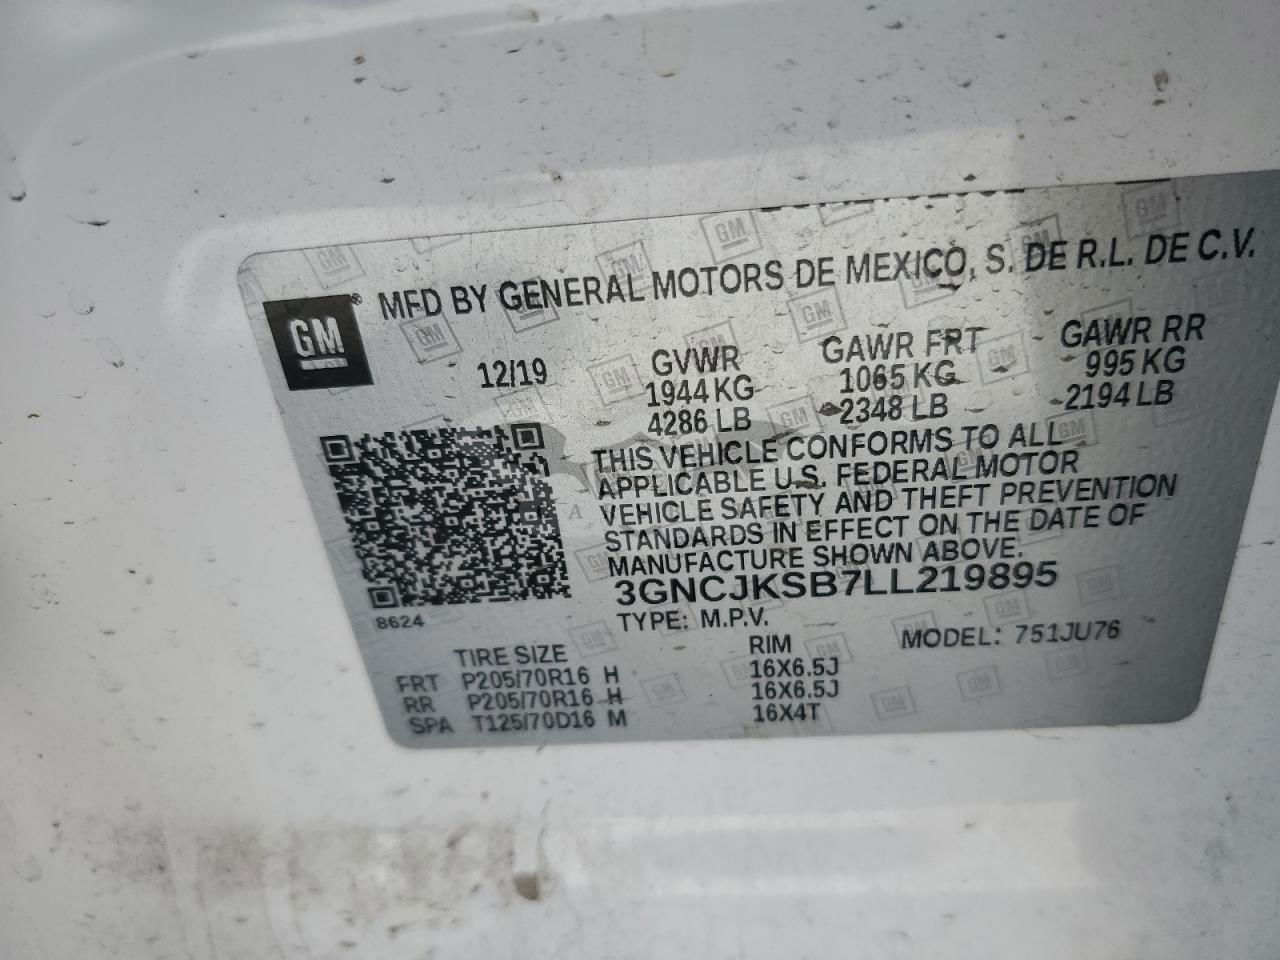 GM
MFD BY GENERAL MOTORS DE MEXICO, S. DE R.L. DE C.V.
12/19 GVWR GAWR FRT GAWR RR
1944 KG 1065 KG 995 KG
4286 LB 2348 LB 2194 LB
THIS VEHICLE CONFORMS TO ALL
APPLICABLE U.S. FEDERAL MOTOR
VEHICLE SAFETY AND THEFT PREVENTION
STANDARDS IN EFFECT ON THE DATE OF
MANUFACTURE SHOWN ABOVE.
3GNCJKSB7LL219895
8624
TYPE: M.P.V. MODEL: 751JU76
TIRE SIZE RIM
FRT P205/70R16 H 16X6.5J
RR P205/70R16 H 16X6.5J
SPA T125/70D16 M 16X4T